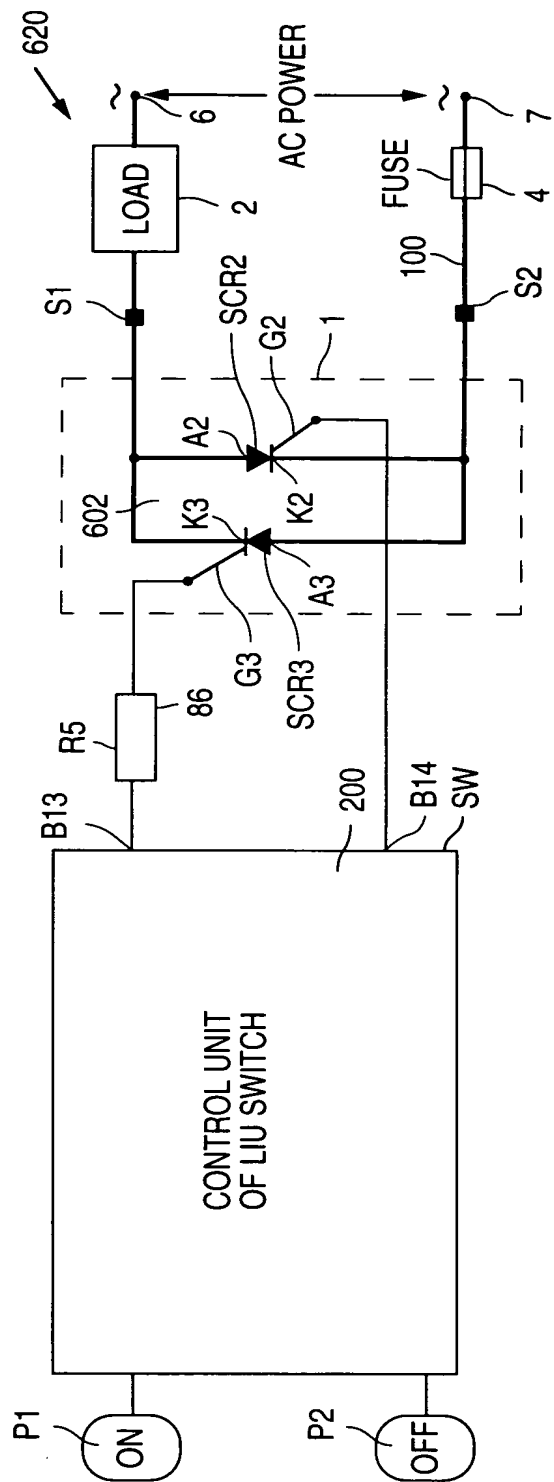 620
AC POWER
~
6
LOAD
2
S1
~
7
FUSE
4
100
S2
1
SCR2
G2
A2
K2
602
K3
A3
G3
SCR3
R5
86
B13
B14
200
SW
CONTROL UNIT
OF LIU SWITCH
P1
ON
P2
OFF